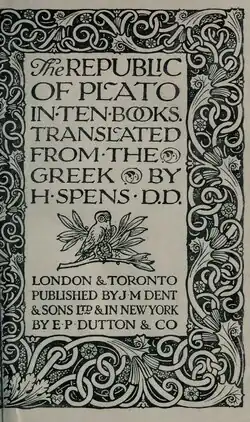 The REPUBLIC
OF PLATO
IN·TEN·BOOKS.
TRANSLATED
FROM·THE
GREEK BY
H·SPENS·D.D.
LONDON & TORONTO
PUBLISHED BY·J·M·DENT
& SONS LTD & IN NEW YORK
BY E·P·DUTTON & CO